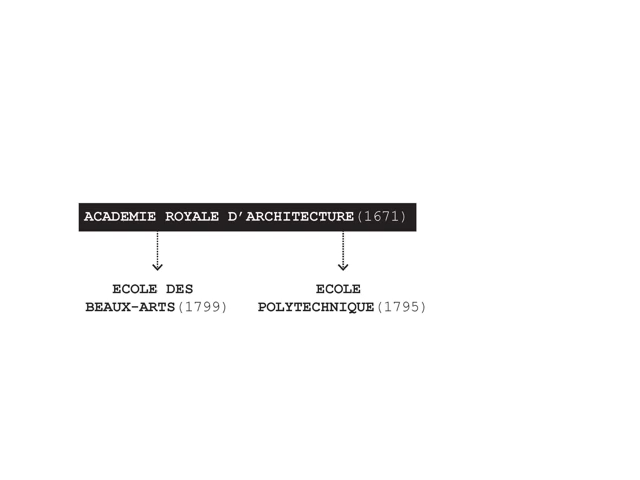 ACADEMIE ROYALE D'ARCHITECTURE(1671)
ECOLE DES
BEAUX-ARTS(1799)
ECOLE
POLYTECHNIQUE(1795)